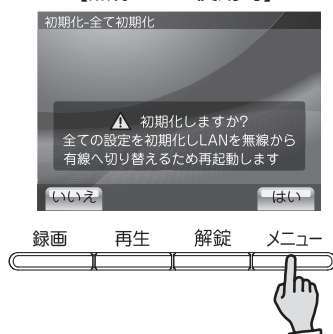 初期化-全て初期化
初期化しますか?
全ての設定を初期化しLANを無線から
有線へ切り替えるため再起動します
いいえ
はい
録画 再生 解錠 メニュー